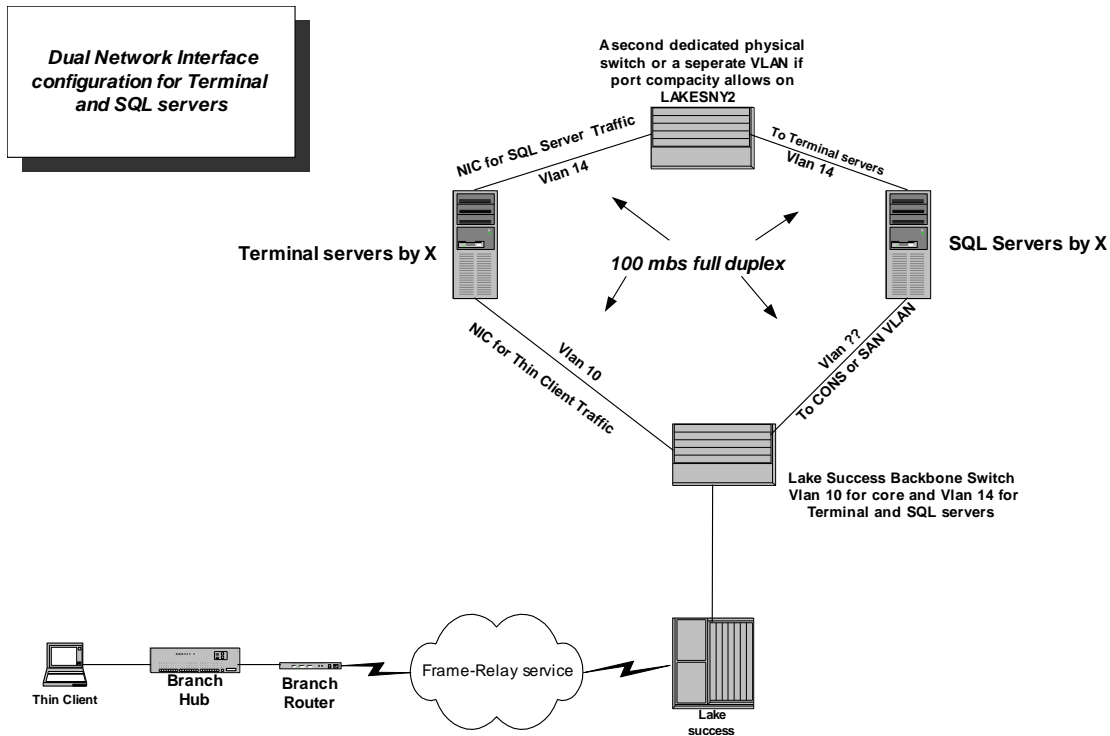 Dual Network Interface
configuration for Terminal
and SQL servers
A second dedicated physical
switch or a seperate VLAN if
port compacity allows on
LAKESNY2
NIC for SQL Server Traffic
Vlan 14
To Terminal servers
Vlan 14
Terminal servers by X
100 mbs full duplex
SQL Servers by X
Vlan 10
NIC for Thin Client Traffic
Vlan ??
To CONS or SAN VLAN
Lake Success Backbone Switch
Vlan 10 for core and Vlan 14 for
Terminal and SQL servers
Thin Client
Branch
Hub
Branch
Router
Frame-Relay service
Lake
success